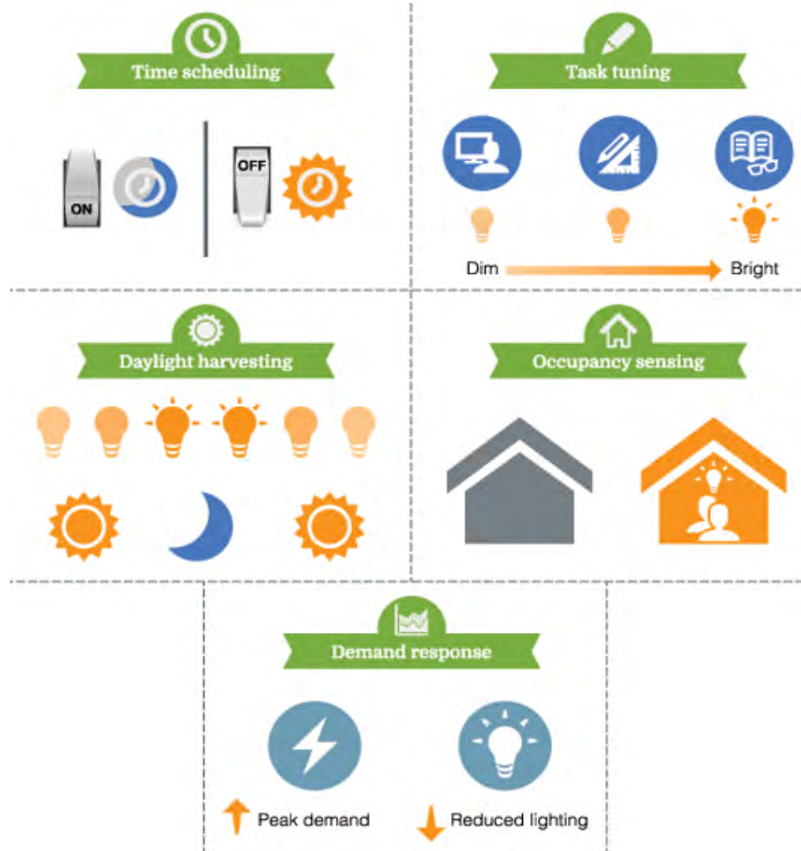 Time scheduling
Task tuning
ON
OFF
Dim
Bright
Daylight harvesting
Occupancy sensing
Demand response
Peak demand
Reduced lighting